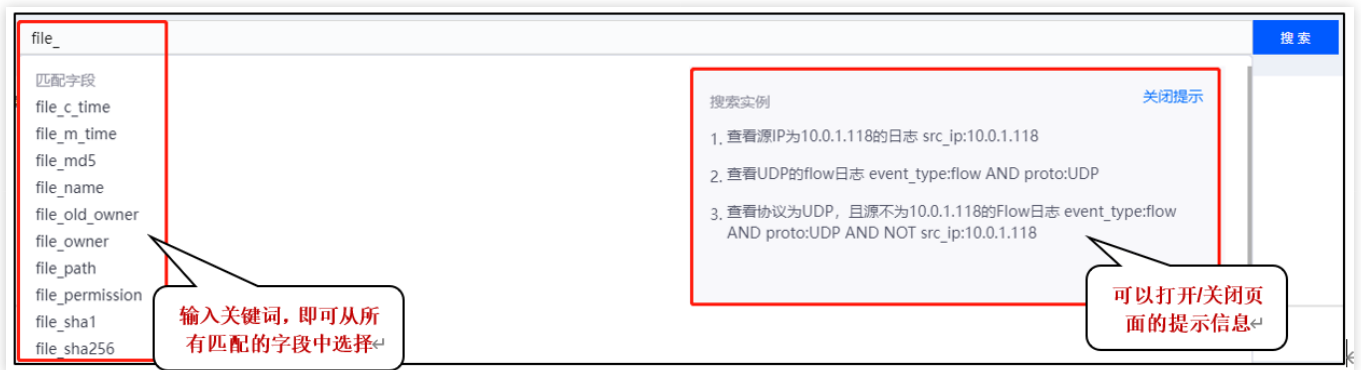 file_
搜索
匹配字段
file_c_time
file_m_time
file_md5
file_name
file_old_owner
file_owner
file_path
file_permission
file_sha1
file_sha256
输入关键词，即可从所
有匹配的字段中选择↵
搜索实例
关闭提示
1. 查看源IP为10.0.1.118的日志 src_ip:10.0.1.118
2. 查看UDP的flow日志 event_type:flow AND proto:UDP
3. 查看协议为UDP，且源不为10.0.1.118的Flow日志 event_type:flow
AND proto:UDP AND NOT src_ip:10.0.1.118
可以打开/关闭页
面的提示信息↵